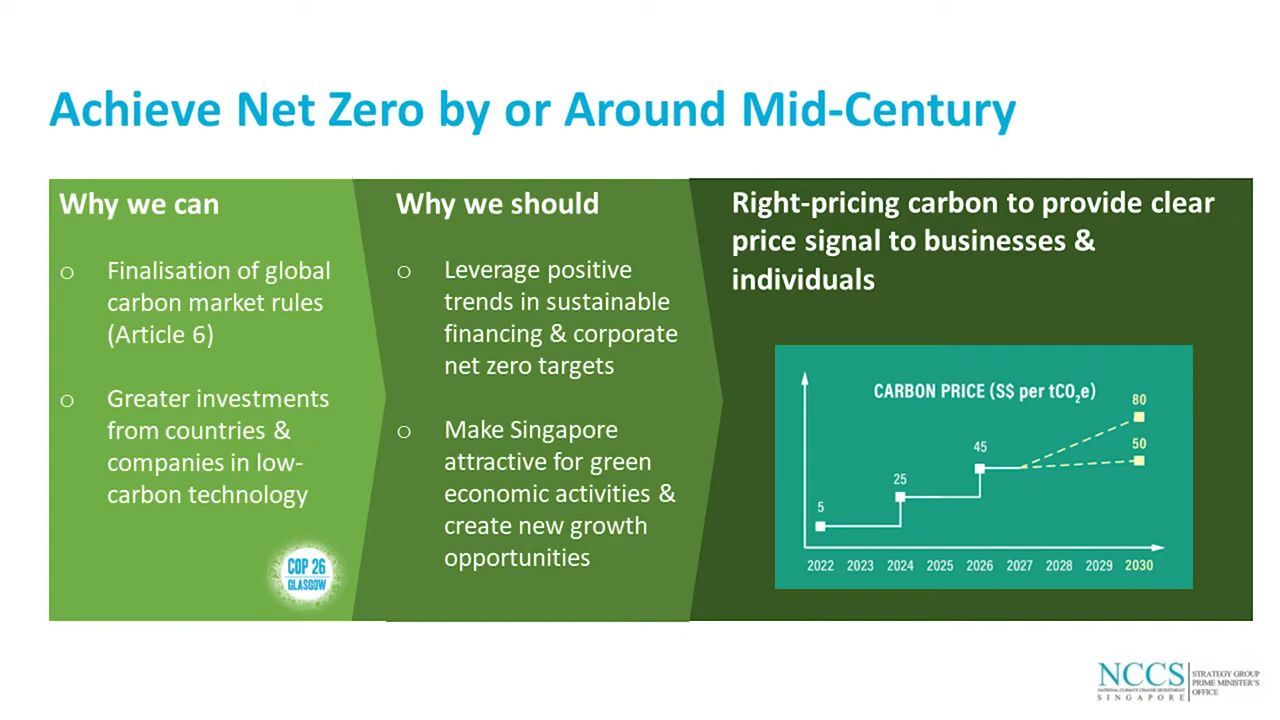 Achieve Net Zero by or Around Mid-Century
Why we can
o Finalisation of global
carbon market rules
(Article 6)
o Greater investments
from countries &
companies in low-
carbon technology
COP 26
GLASGOW
Why we should
o Leverage positive
trends in sustainable
financing & corporate
net zero targets
o Make Singapore
attractive for green
economic activities &
create new growth
opportunities
Right-pricing carbon to provide clear
price signal to businesses &
individuals
CARBON PRICE (S$ per tCO₂e)
80
50
45
25
5
2022 2023 2024 2025 2026 2027 2028 2029 2030
NCCS
NATIONAL CLIMATE CHANGE SECRETARIAT
SINGAPORE
STRATEGY GROUP
PRIME MINISTER'S
OFFICE